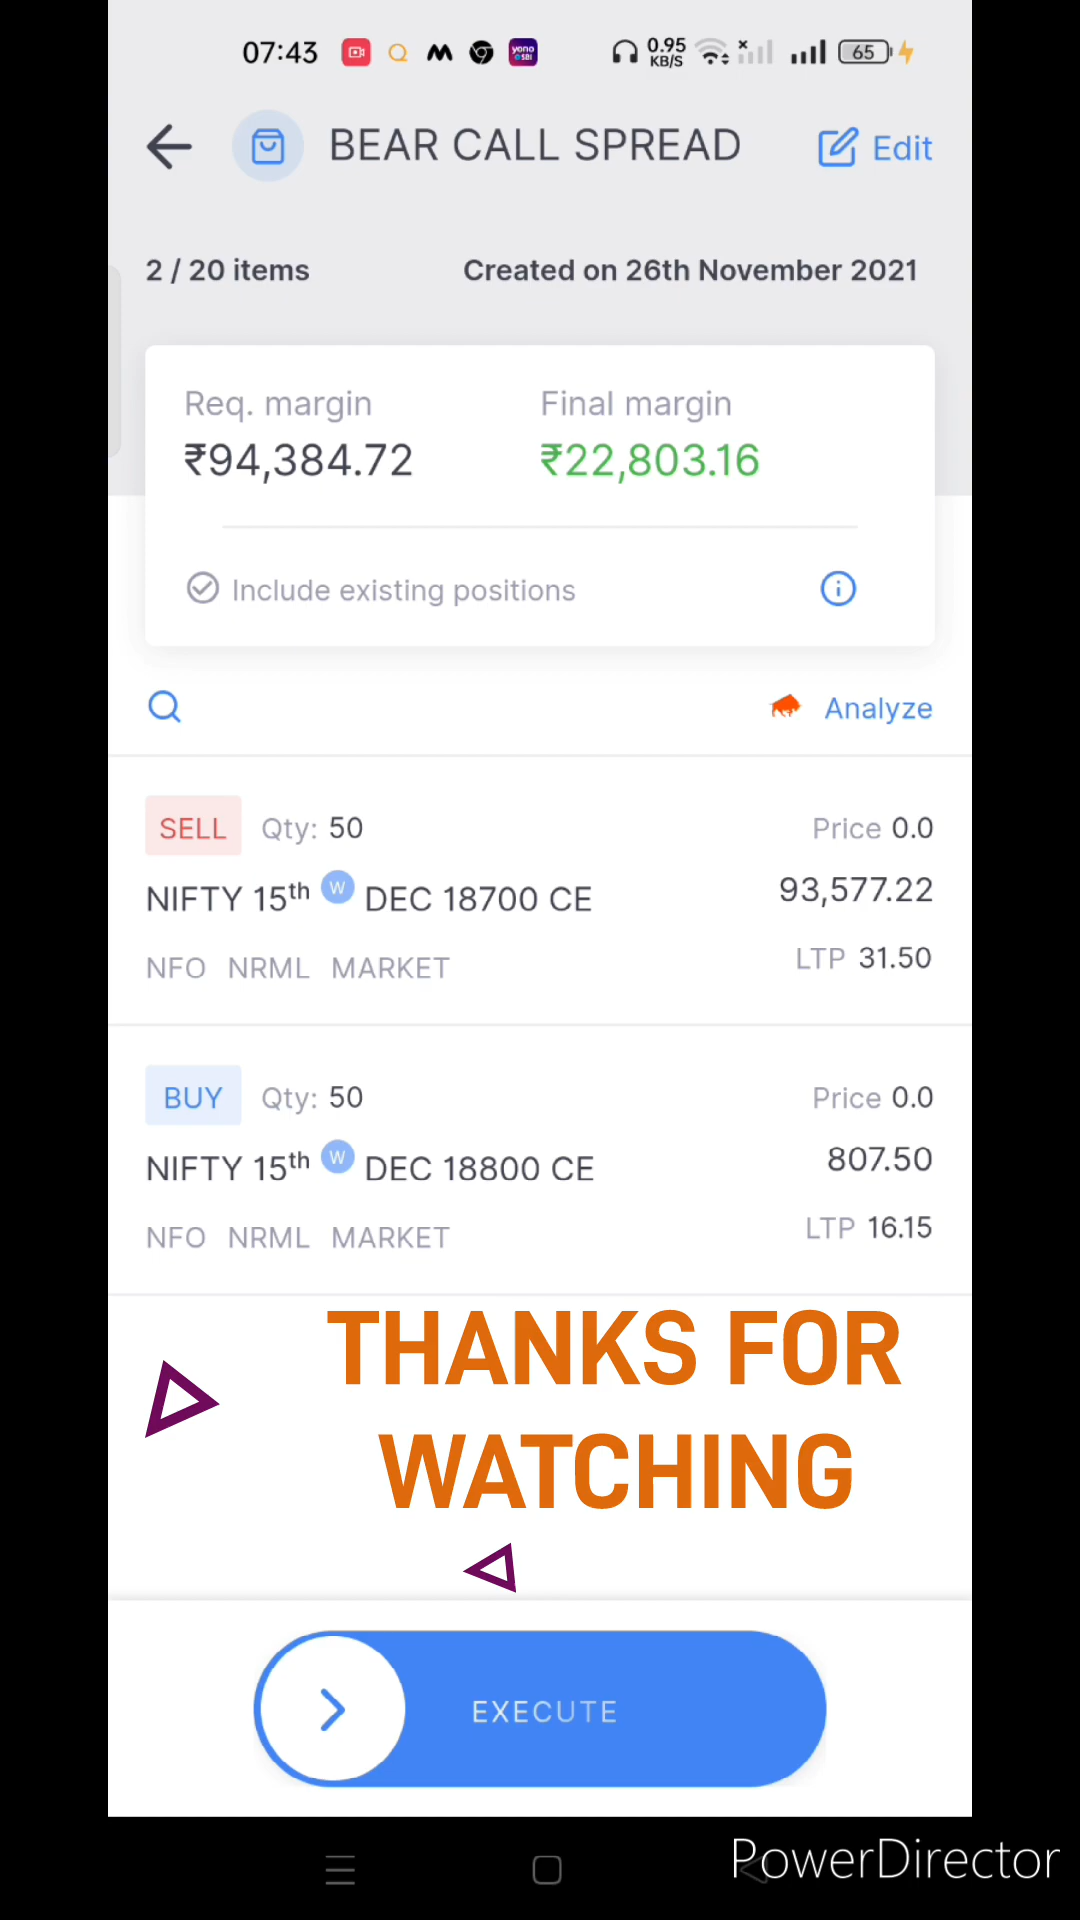 07:43 yono SBI 0.95 KB/S 65
BEAR CALL SPREAD Edit
2 / 20 items Created on 26th November 2021
Req. margin Final margin
₹94,384.72 ₹22,803.16
Include existing positions
Analyze
SELL Qty: 50 Price 0.0
NIFTY 15th W DEC 18700 CE 93,577.22
NFO NRML MARKET LTP 31.50
BUY Qty: 50 Price 0.0
NIFTY 15th W DEC 18800 CE 807.50
NFO NRML MARKET LTP 16.15
THANKS FOR
WATCHING
EXECUTE
PowerDirector